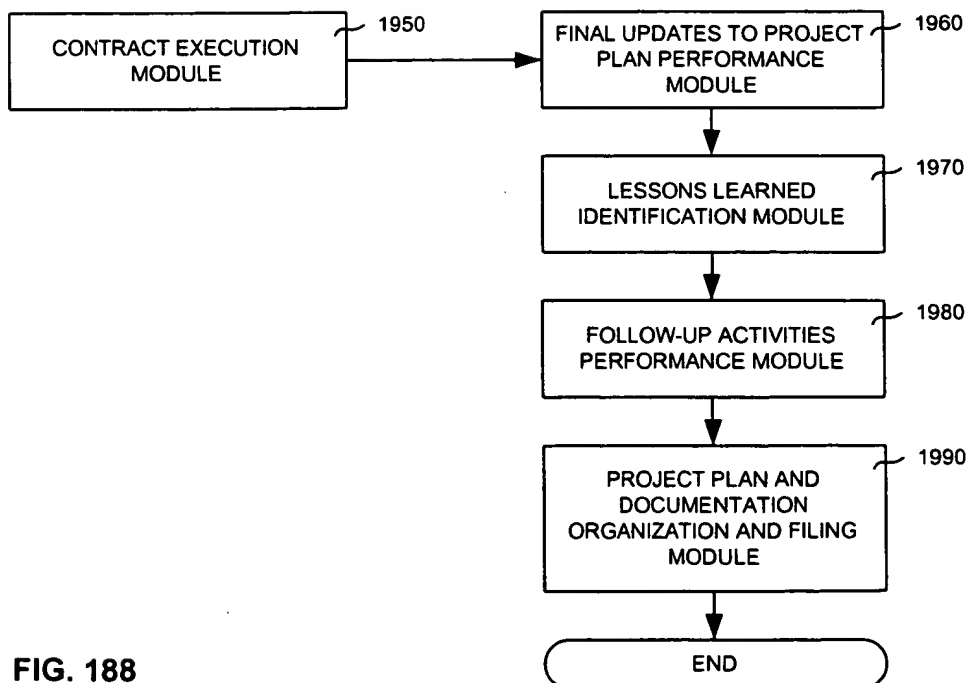 CONTRACT EXECUTION
MODULE
1950
FINAL UPDATES TO PROJECT
PLAN PERFORMANCE
MODULE
1960
LESSONS LEARNED
IDENTIFICATION MODULE
1970
FOLLOW-UP ACTIVITIES
PERFORMANCE MODULE
1980
PROJECT PLAN AND
DOCUMENTATION
ORGANIZATION AND FILING
MODULE
1990
END
FIG. 188